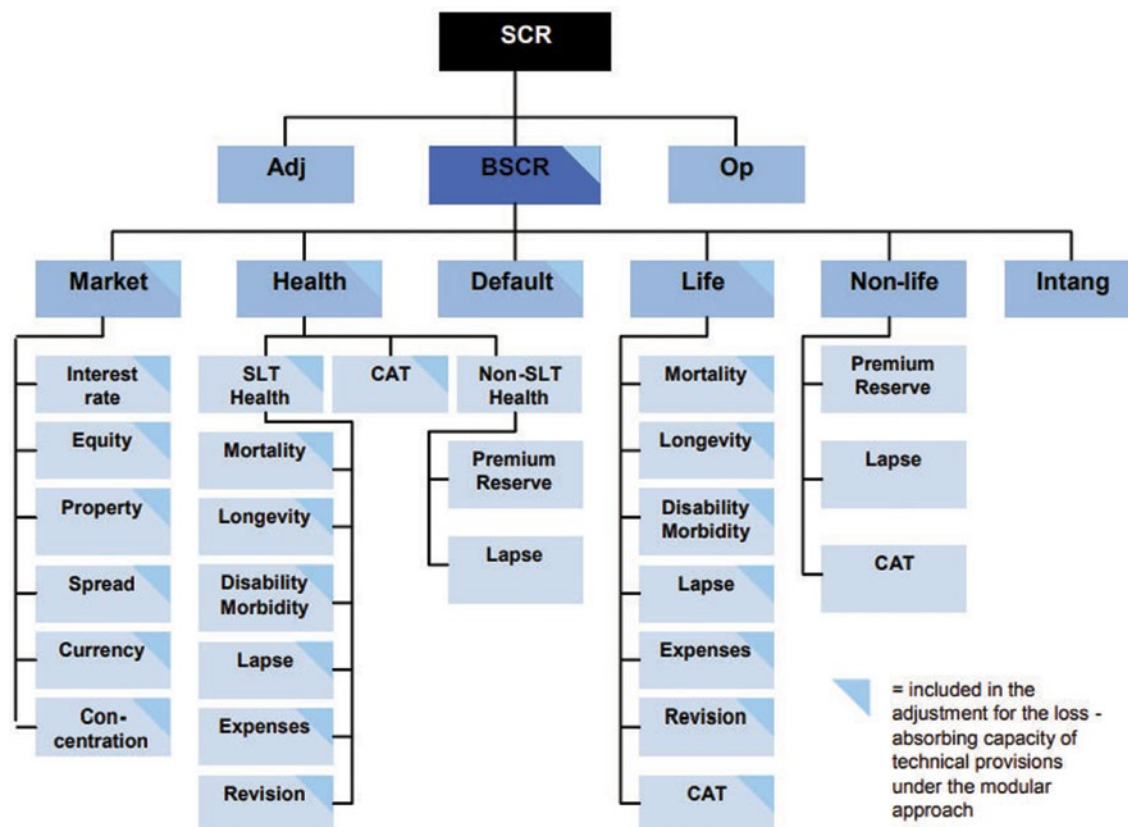 SCR
Adj
BSCR
Op
Market
Health
Default
Life
Non-life
Intang
Interest
rate
Equity
Property
Spread
Currency
Con-
centration
SLT
Health
CAT
Non-SLT
Health
Mortality
Longevity
Disability
Morbidity
Lapse
Expenses
Revision
Premium
Reserve
Lapse
Mortality
Longevity
Disability
Morbidity
Lapse
Expenses
Revision
CAT
Premium
Reserve
Lapse
CAT
= included in the
adjustment for the loss -
absorbing capacity of
technical provisions
under the modular
approach